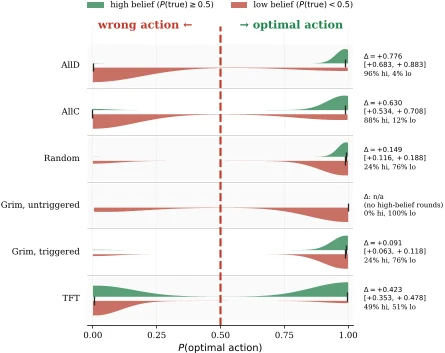 high belief (P(true) ≥ 0.5) low belief (P(true) < 0.5)
wrong action ← → optimal action
AllD
Δ = +0.776
[+0.683, +0.883]
96% hi, 4% lo
AllC
Δ = +0.630
[+0.534, +0.708]
88% hi, 12% lo
Random
Δ = +0.149
[+0.116, +0.188]
24% hi, 76% lo
Grim, untriggered
Δ: n/a
(no high-belief rounds)
0% hi, 100% lo
Grim, triggered
Δ = +0.091
[+0.063, +0.118]
24% hi, 76% lo
TFT
Δ = +0.423
[+0.353, +0.478]
49% hi, 51% lo
0.00 0.25 0.50 0.75 1.00
P(optimal action)